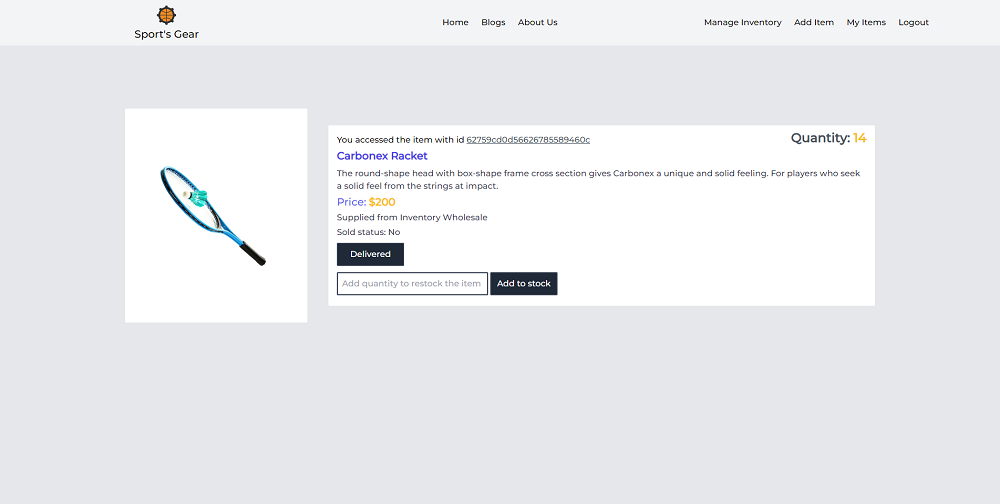 Sport's Gear
Home Blogs About Us
Manage Inventory Add Item My Items Logout
You accessed the item with id 62759cd0d56626785589460c
Quantity: 14
Carbonex Racket
The round-shape head with box-shape frame cross section gives Carbonex a unique and solid feeling. For players who seek
a solid feel from the strings at impact.
Price: $200
Supplied from Inventory Wholesale
Sold status: No
Delivered
Add quantity to restock the item
Add to stock